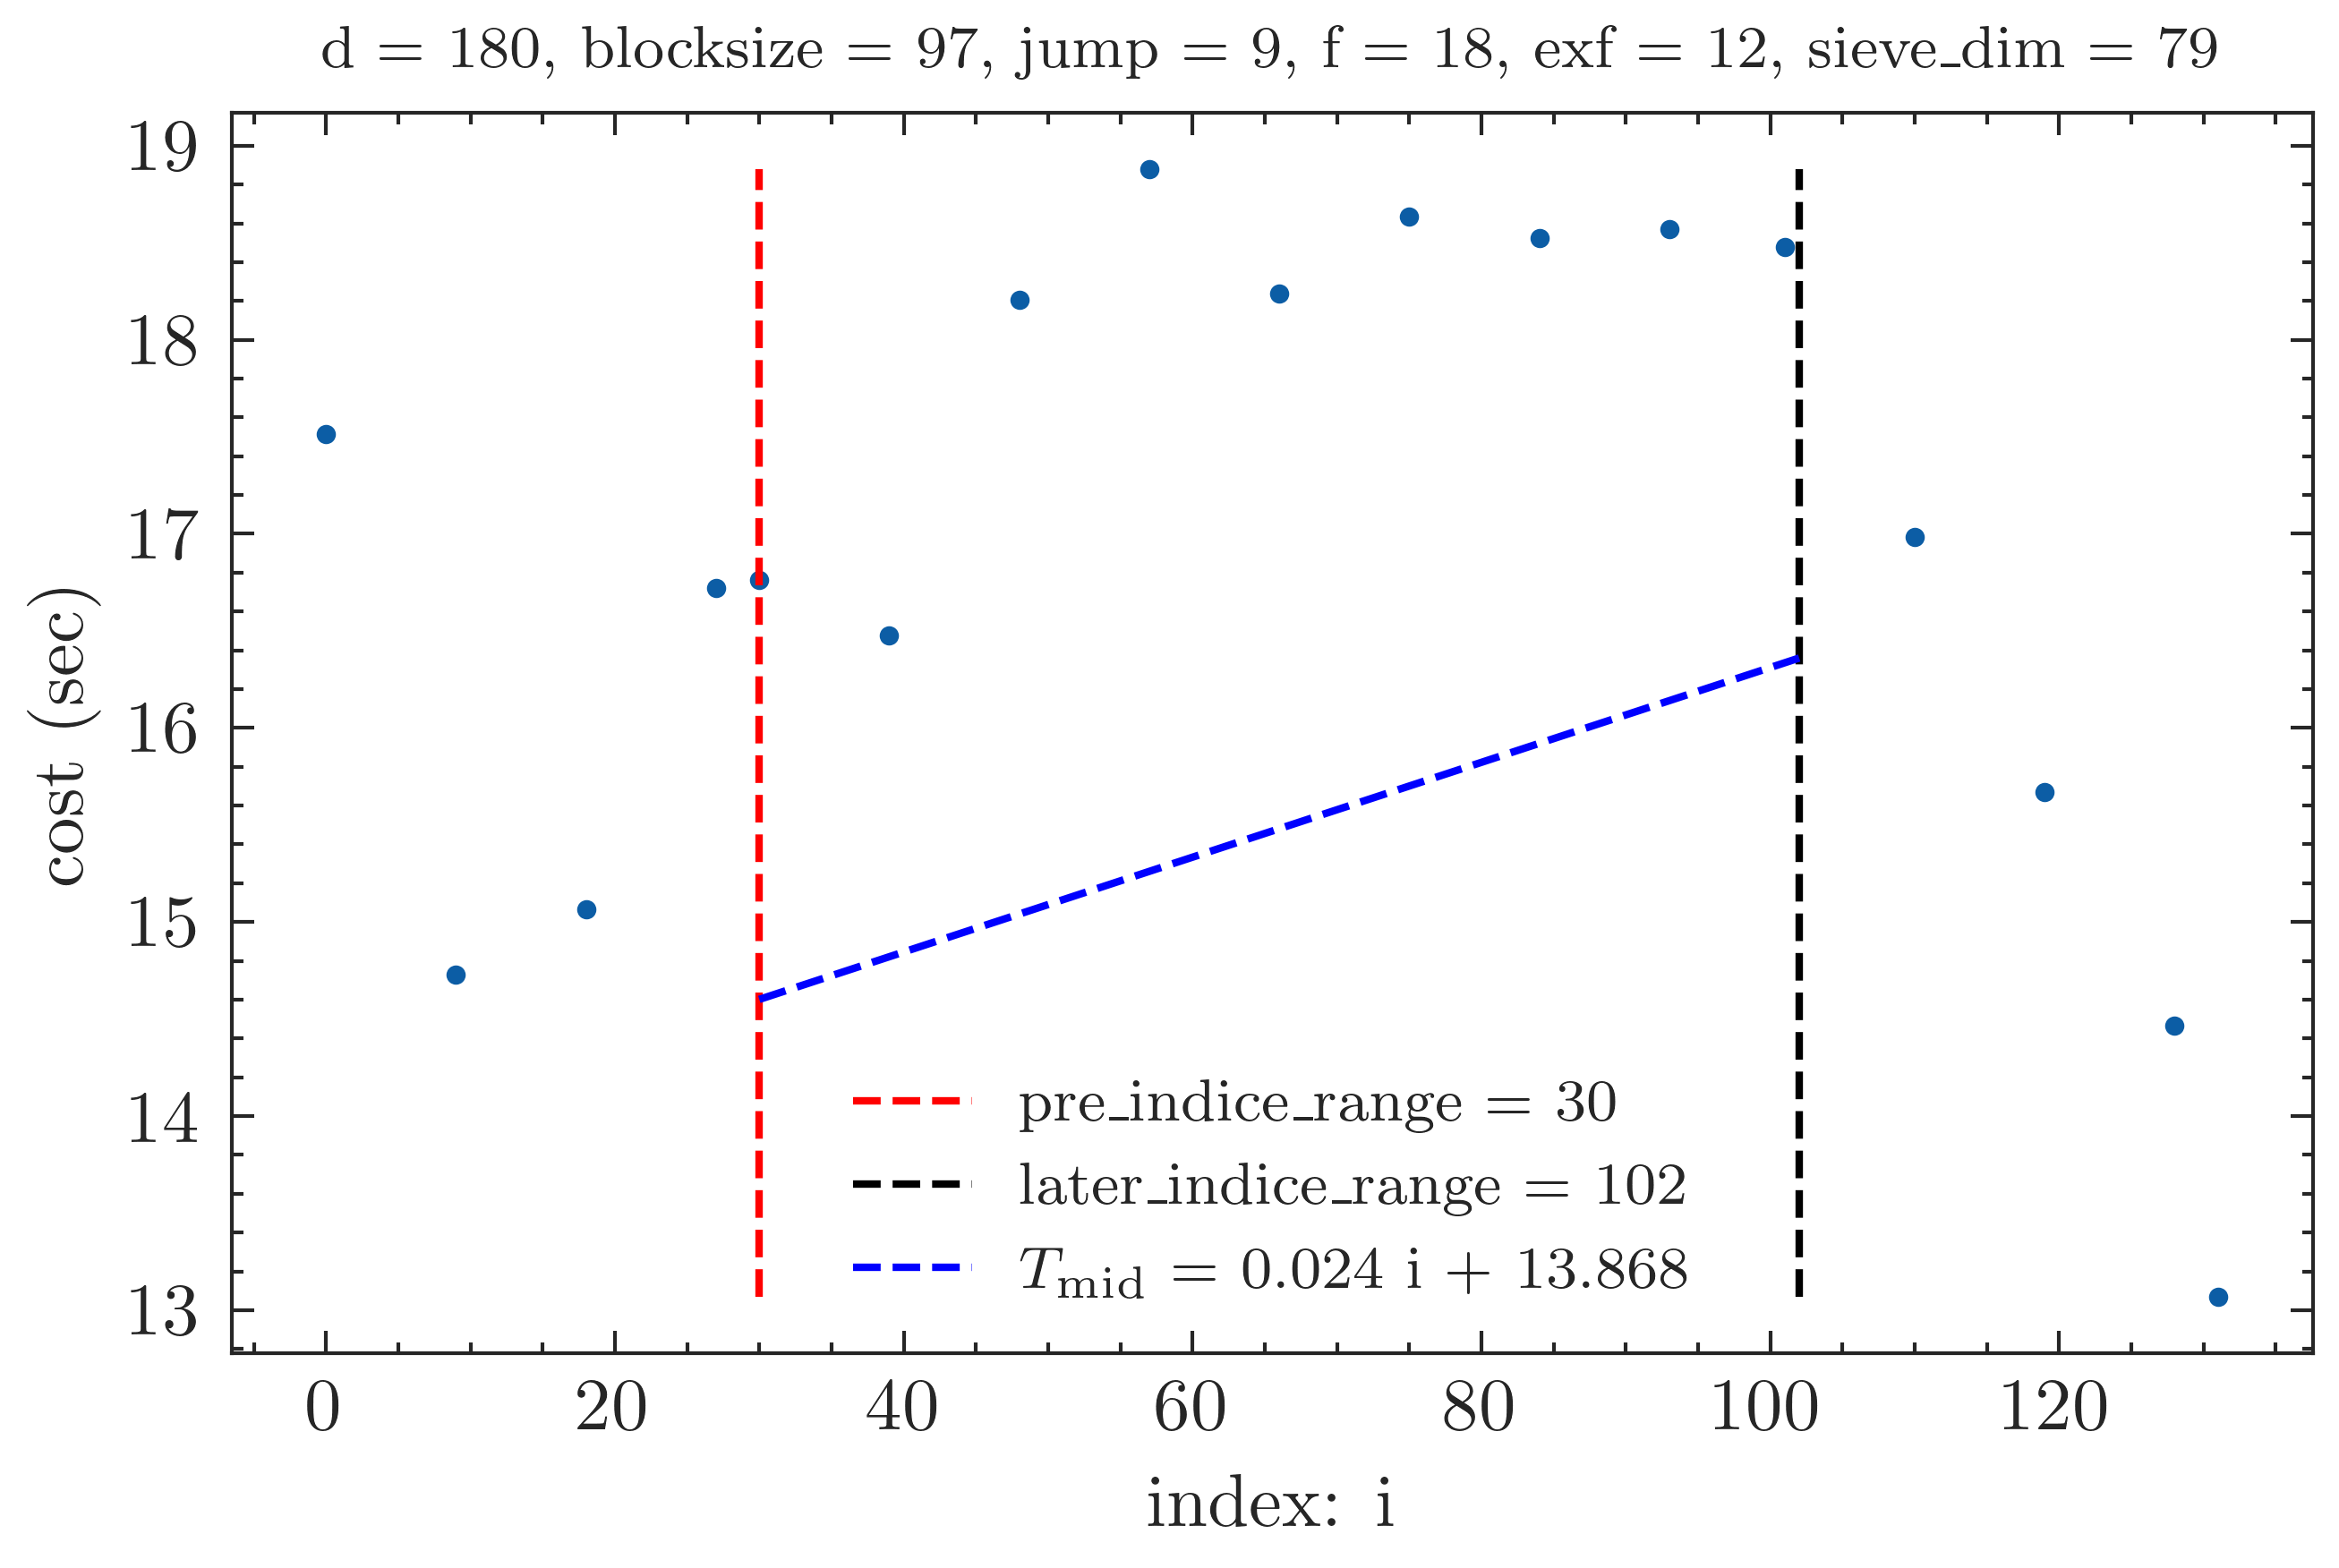 d = 180, blocksize = 97, jump = 9, f = 18, exf = 12, sieve_dim = 79
19
18
17
16
15
14
13
cost (sec)
pre_indice_range = 30
later_indice_range = 102
T_mid = 0.024 i + 13.868
0 20 40 60 80 100 120
index: i